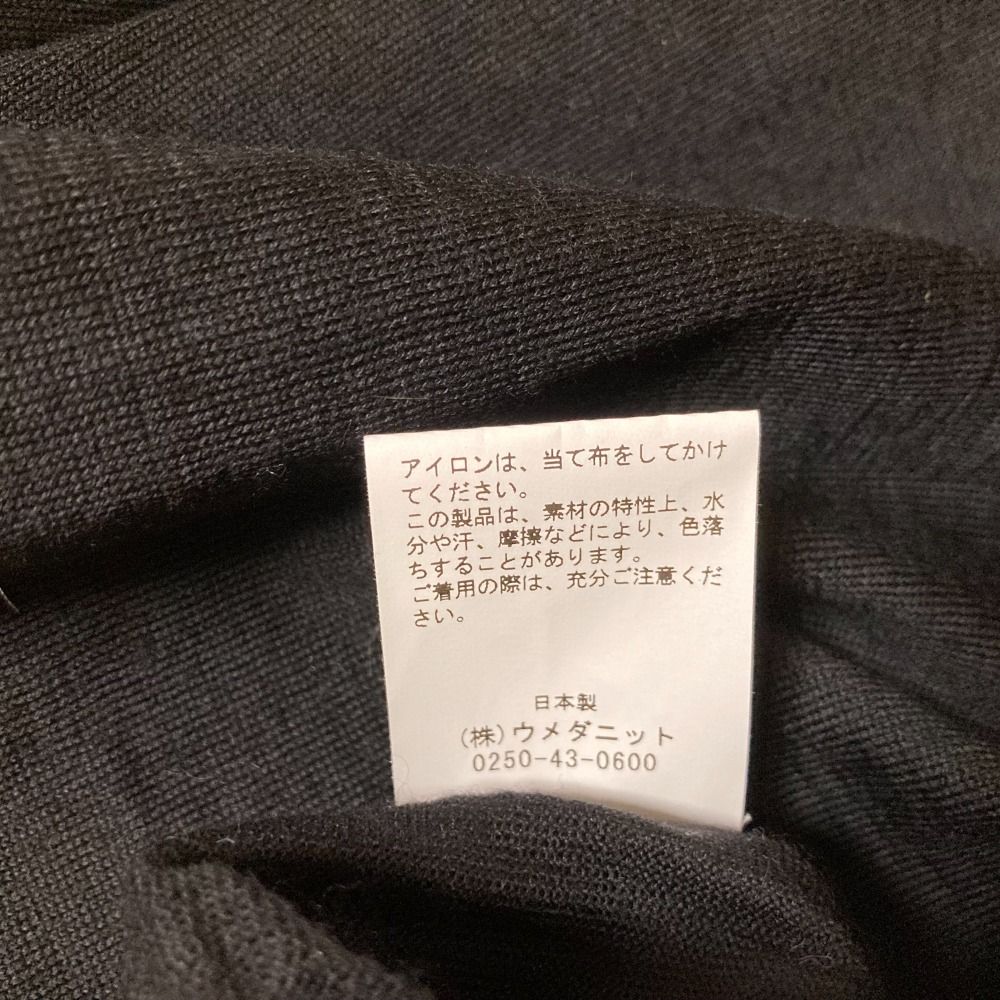 アイロンは、当て布をしてかけ
てください。
この製品は、素材の特性上、水
分や汗、摩擦などにより、色落
ちすることがあります。
ご着用の際は、充分ご注意くだ
さい。
日本製
(株)ウメダニット
0250-43-0600